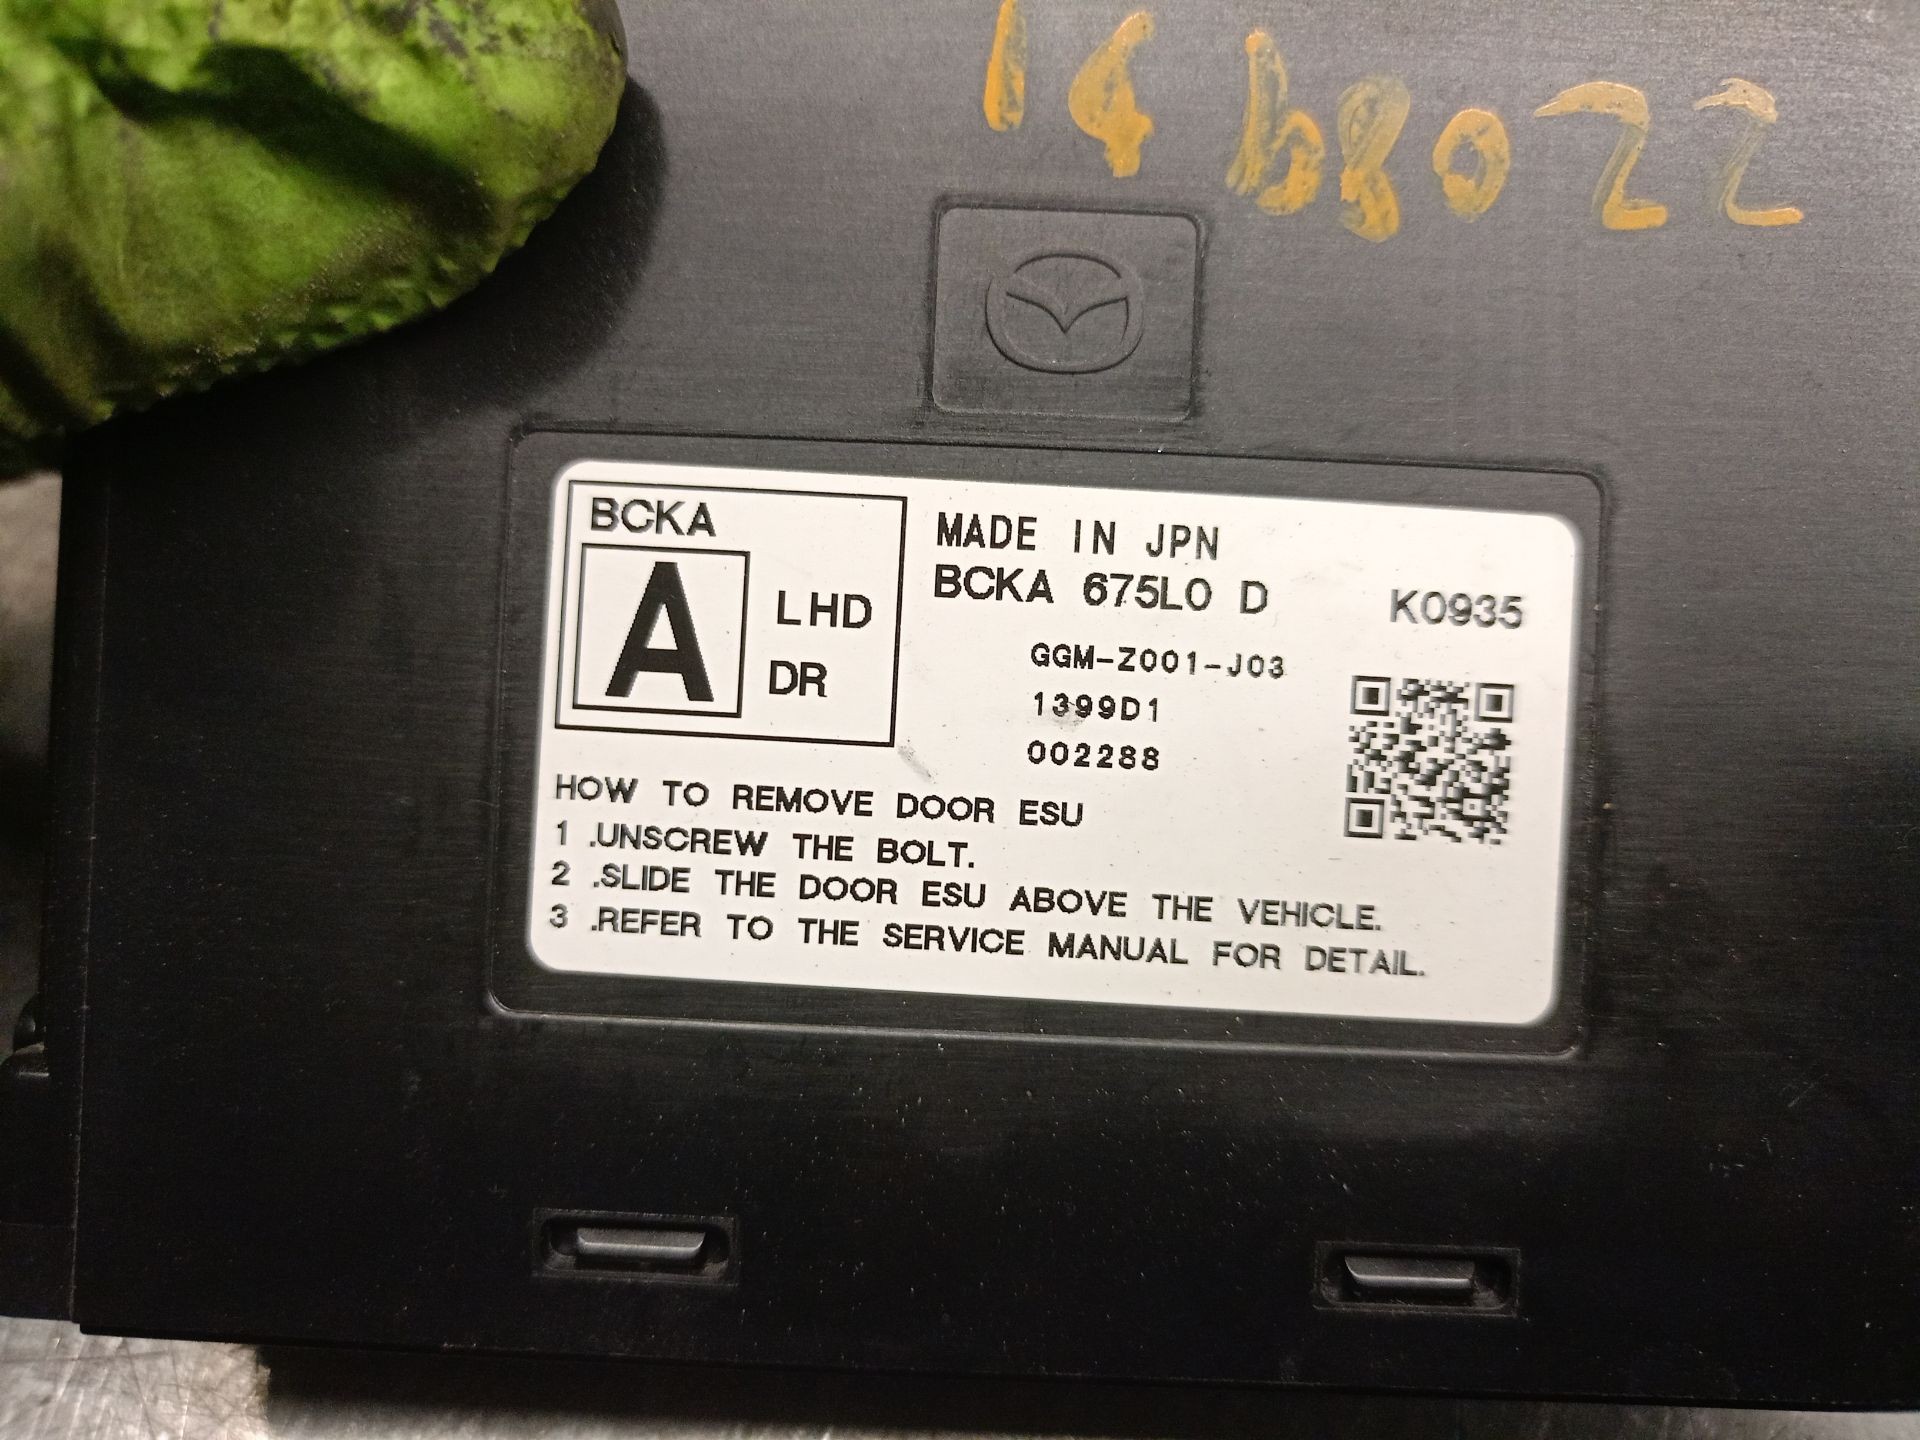 14 b8022
BCKA
A
LHD
DR
MADE IN JPN
BCKA 675L0 D K0935
GGM-Z001-J03
1399D1
002288
HOW TO REMOVE DOOR ESU
1 .UNSCREW THE BOLT.
2 .SLIDE THE DOOR ESU ABOVE THE VEHICLE.
3 .REFER TO THE SERVICE MANUAL FOR DETAIL.